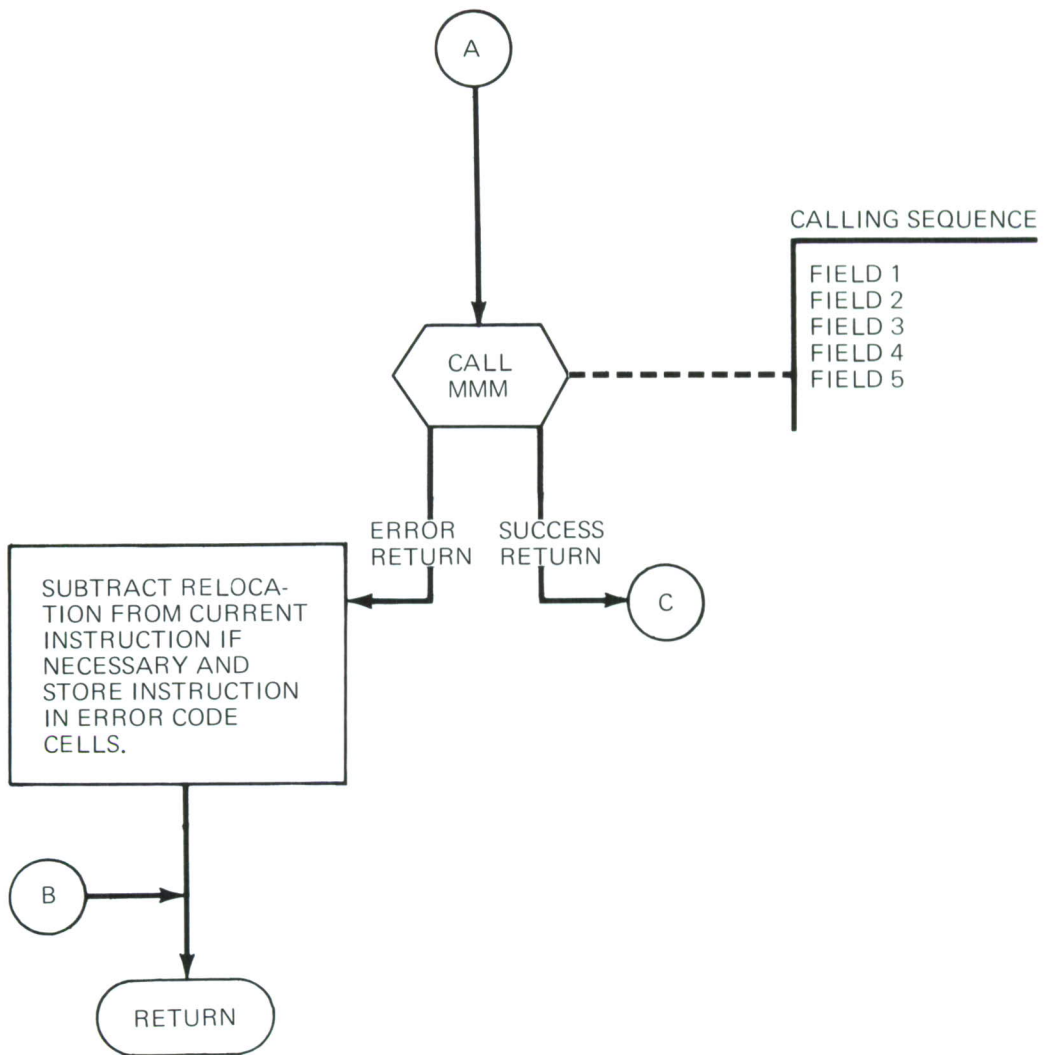 A
CALLING SEQUENCE
FIELD 1
FIELD 2
FIELD 3
FIELD 4
FIELD 5
CALL
MMM
ERROR
RETURN
SUCCESS
RETURN
SUBTRACT RELOCA-
TION FROM CURRENT
INSTRUCTION IF
NECESSARY AND
STORE INSTRUCTION
IN ERROR CODE
CELLS.
C
B
RETURN